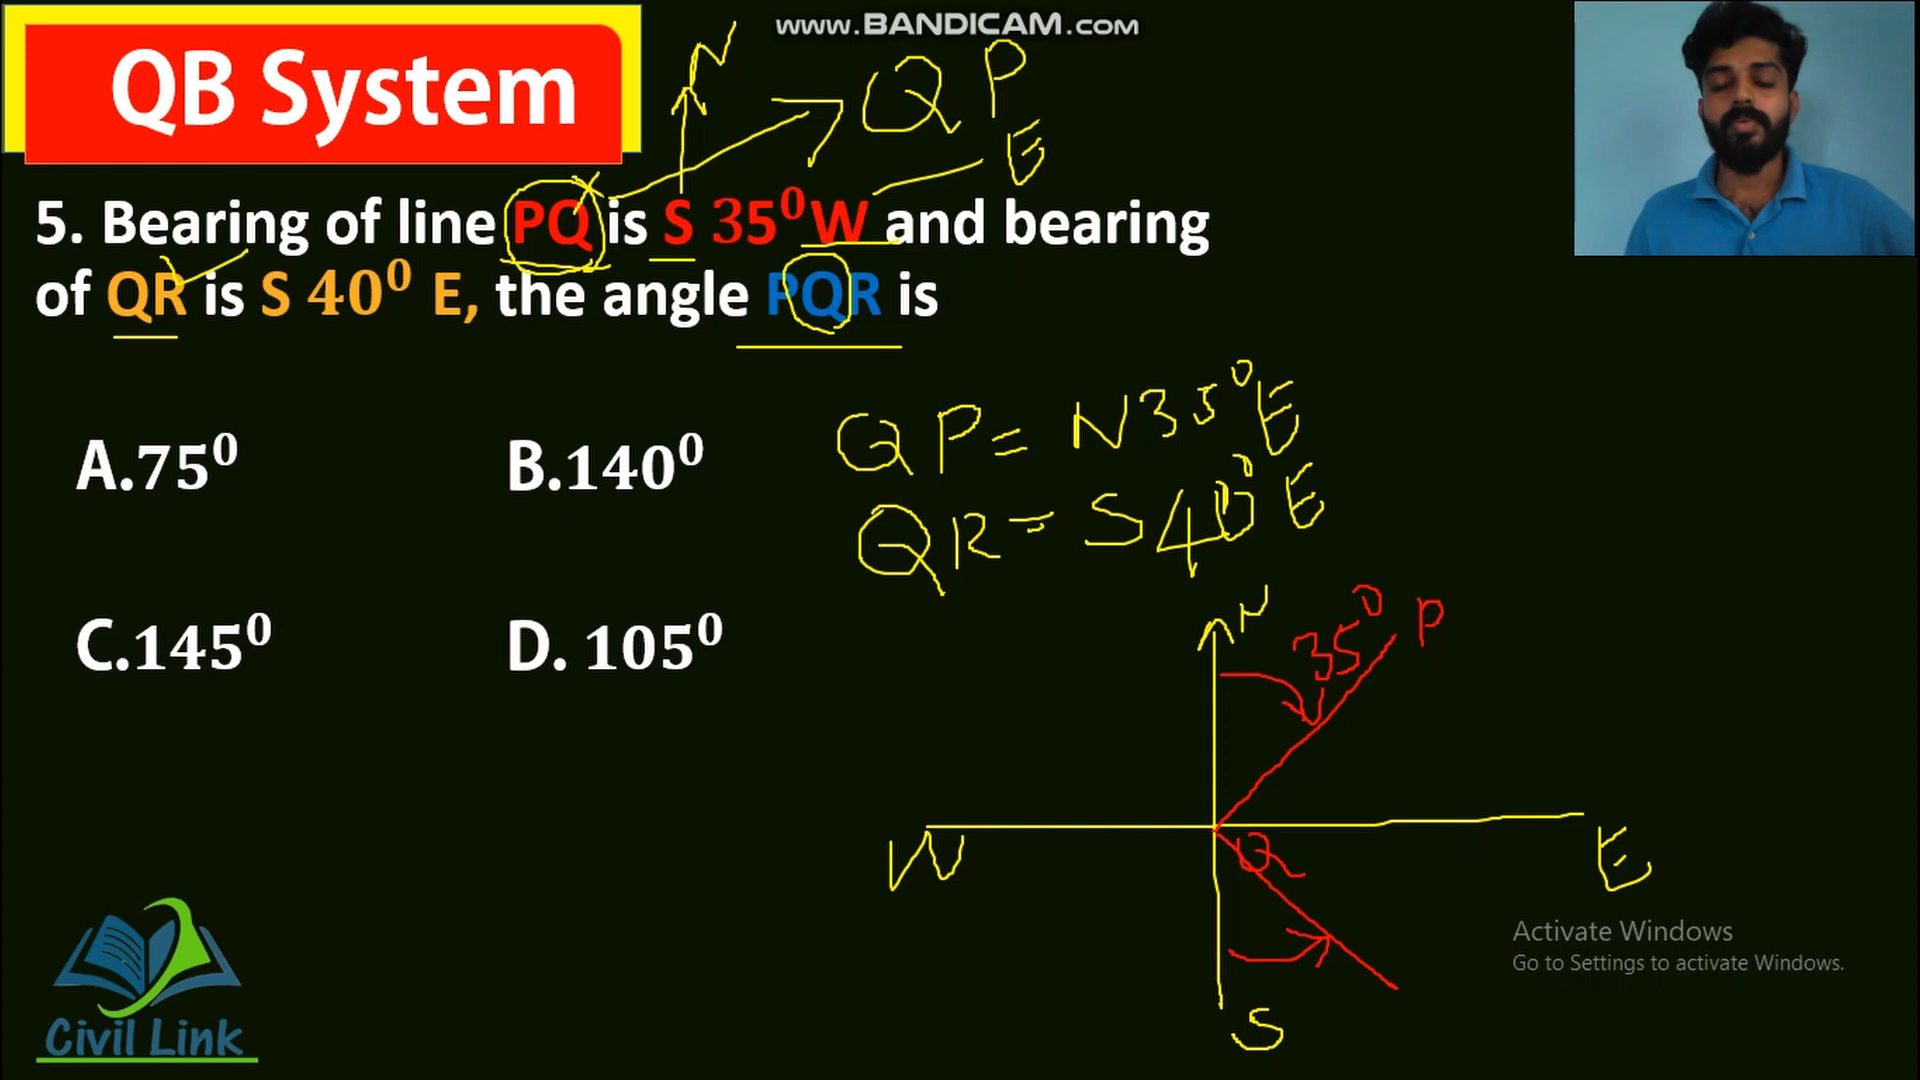 www.BANDICAM.com
QB System
N
Q P
E
5. Bearing of line PQ is S 35⁰W and bearing
of QR is S 40⁰ E, the angle PQR is
QP = N35⁰E
QR = S40⁰E
A.75⁰
B.140⁰
C.145⁰
D. 105⁰
N
35⁰ P
Q
W
E
S
Activate Windows
Go to Settings to activate Windows.
Civil Link